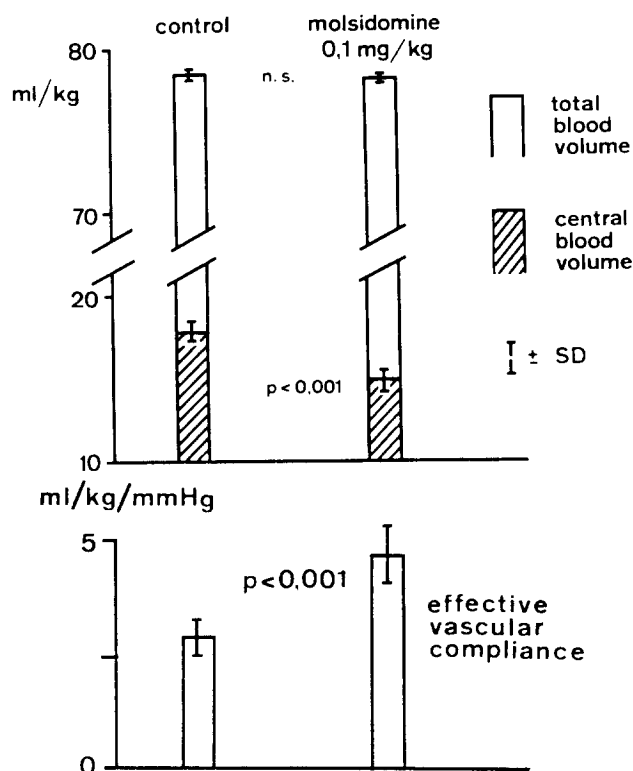 control
molsidomine
0,1 mg/kg
80
ml/kg
n.s.
total
blood
volume
70
central
blood
volume
20
I ± SD
p<0,001
10
ml/kg/mmHg
5
p<0,001
effective
vascular
compliance
0